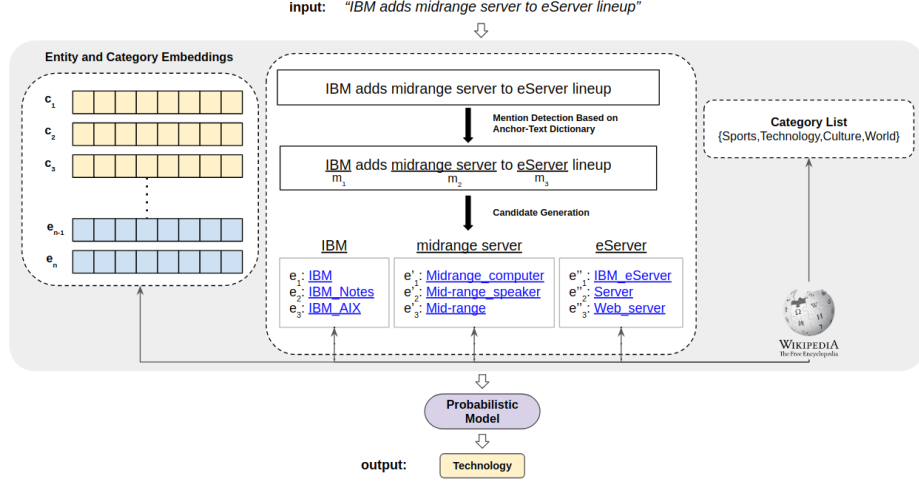 input: “IBM adds midrange server to eServer lineup”
Entity and Category Embeddings
c1
c2
c3
en-1
en
IBM adds midrange server to eServer lineup
Mention Detection Based on
Anchor-Text Dictionary
IBM adds midrange server to eServer lineup
m1 m2 m3
Candidate Generation
IBM midrange server eServer
e1: IBM
e2: IBM_Notes
e3: IBM_AIX
e'1: Midrange_computer
e'2: Mid-range_speaker
e'3: Mid-range
e''1: IBM_eServer
e''2: Server
e''3: Web_server
Category List
{Sports,Technology,Culture,World}
WIKIPEDIA
The Free Encyclopedia
Probabilistic
Model
output: Technology